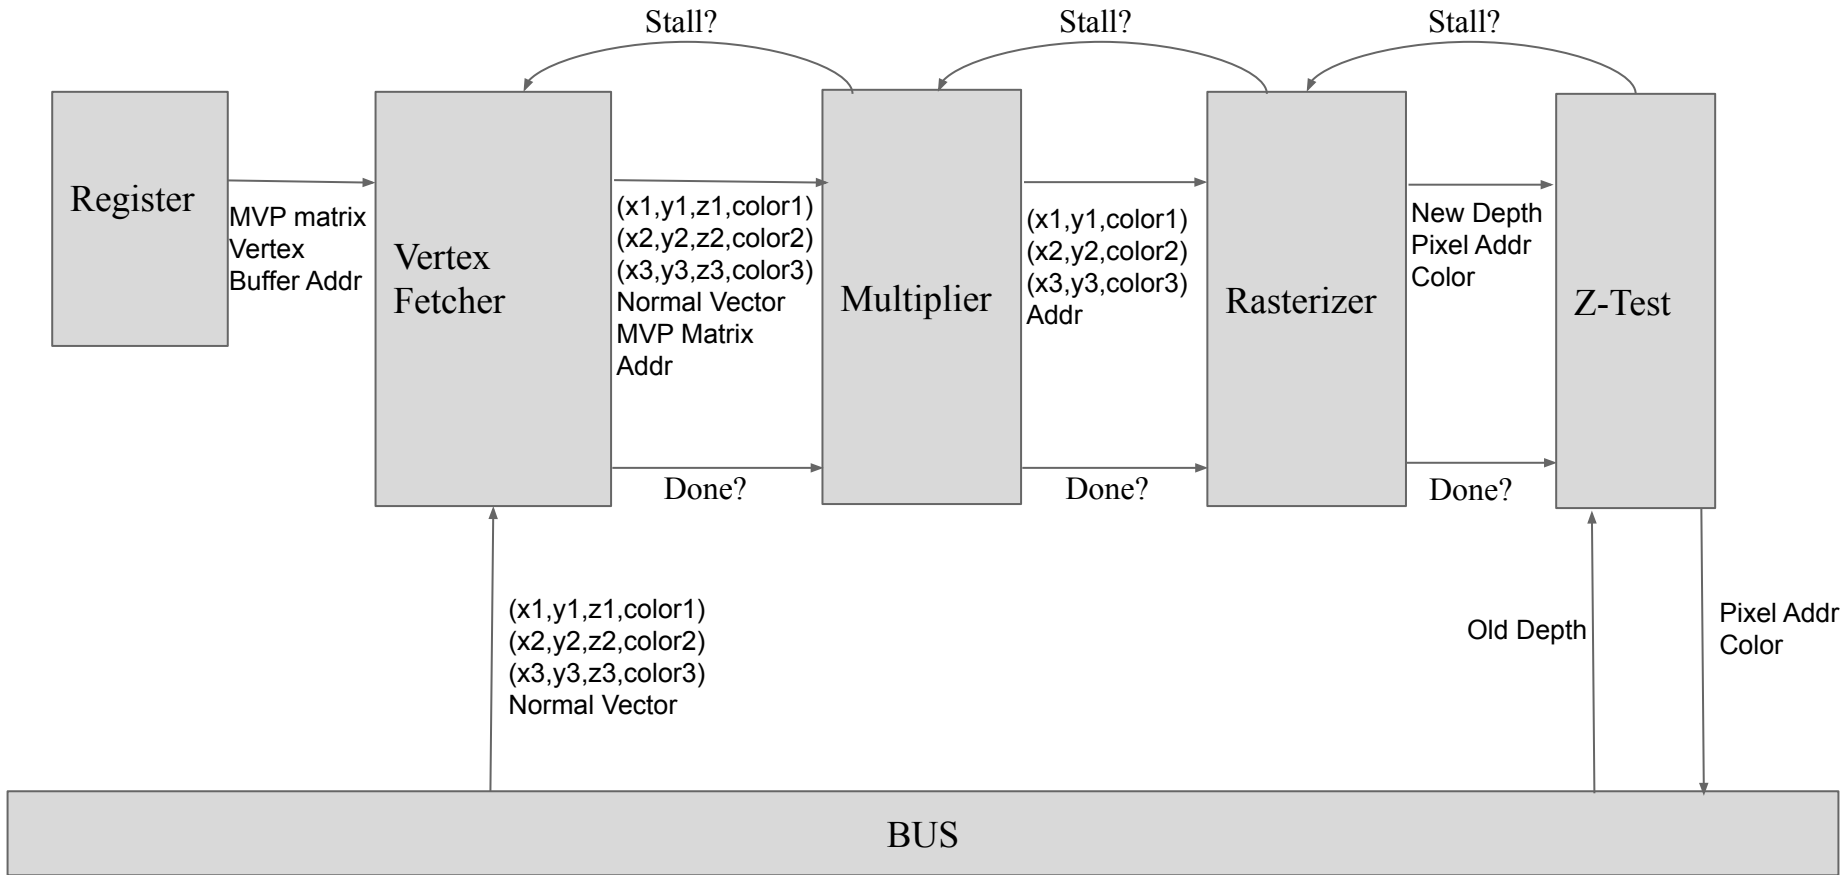 Stall?
Stall?
Stall?
Register
MVP matrix
Vertex
Buffer Addr
Vertex
Fetcher
(x1,y1,z1,color1)
(x2,y2,z2,color2)
(x3,y3,z3,color3)
Normal Vector
MVP Matrix
Addr
Multiplier
(x1,y1,color1)
(x2,y2,color2)
(x3,y3,color3)
Addr
Rasterizer
New Depth
Pixel Addr
Color
Z-Test
Done?
Done?
Done?
(x1,y1,z1,color1)
(x2,y2,z2,color2)
(x3,y3,z3,color3)
Normal Vector
Old Depth
Pixel Addr
Color
BUS